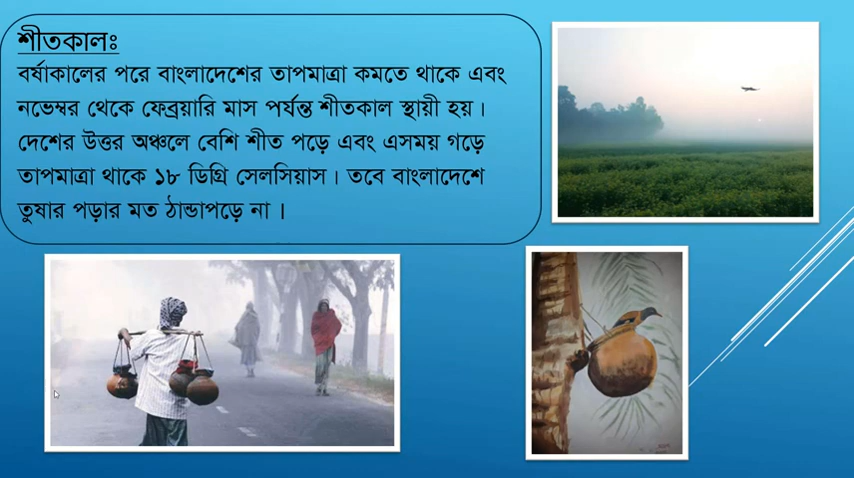 শীতকালঃ
বর্ষাকালের পরে বাংলাদেশের তাপমাত্রা কমতে থাকে এবং
নভেম্বর থেকে ফেব্রুয়ারি মাস পর্যন্ত শীতকাল স্থায়ী হয়।
দেশের উত্তর অঞ্চলে বেশি শীত পড়ে এবং এসময় গড়ে
তাপমাত্রা থাকে ১৮ ডিগ্রি সেলসিয়াস। তবে বাংলাদেশে
তুষার পড়ার মত ঠান্ডাপড়ে না ।